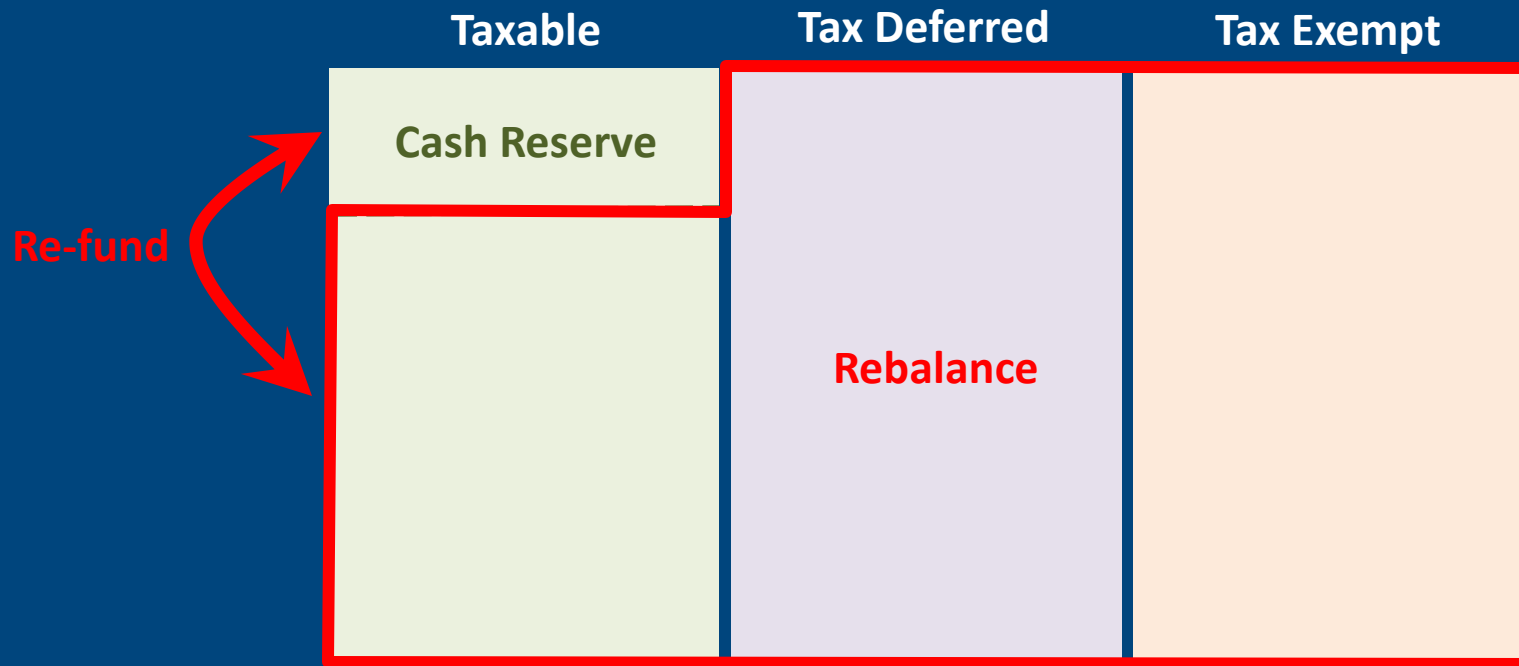 Taxable
Tax Deferred
Tax Exempt
Cash Reserve
Re-fund
Rebalance